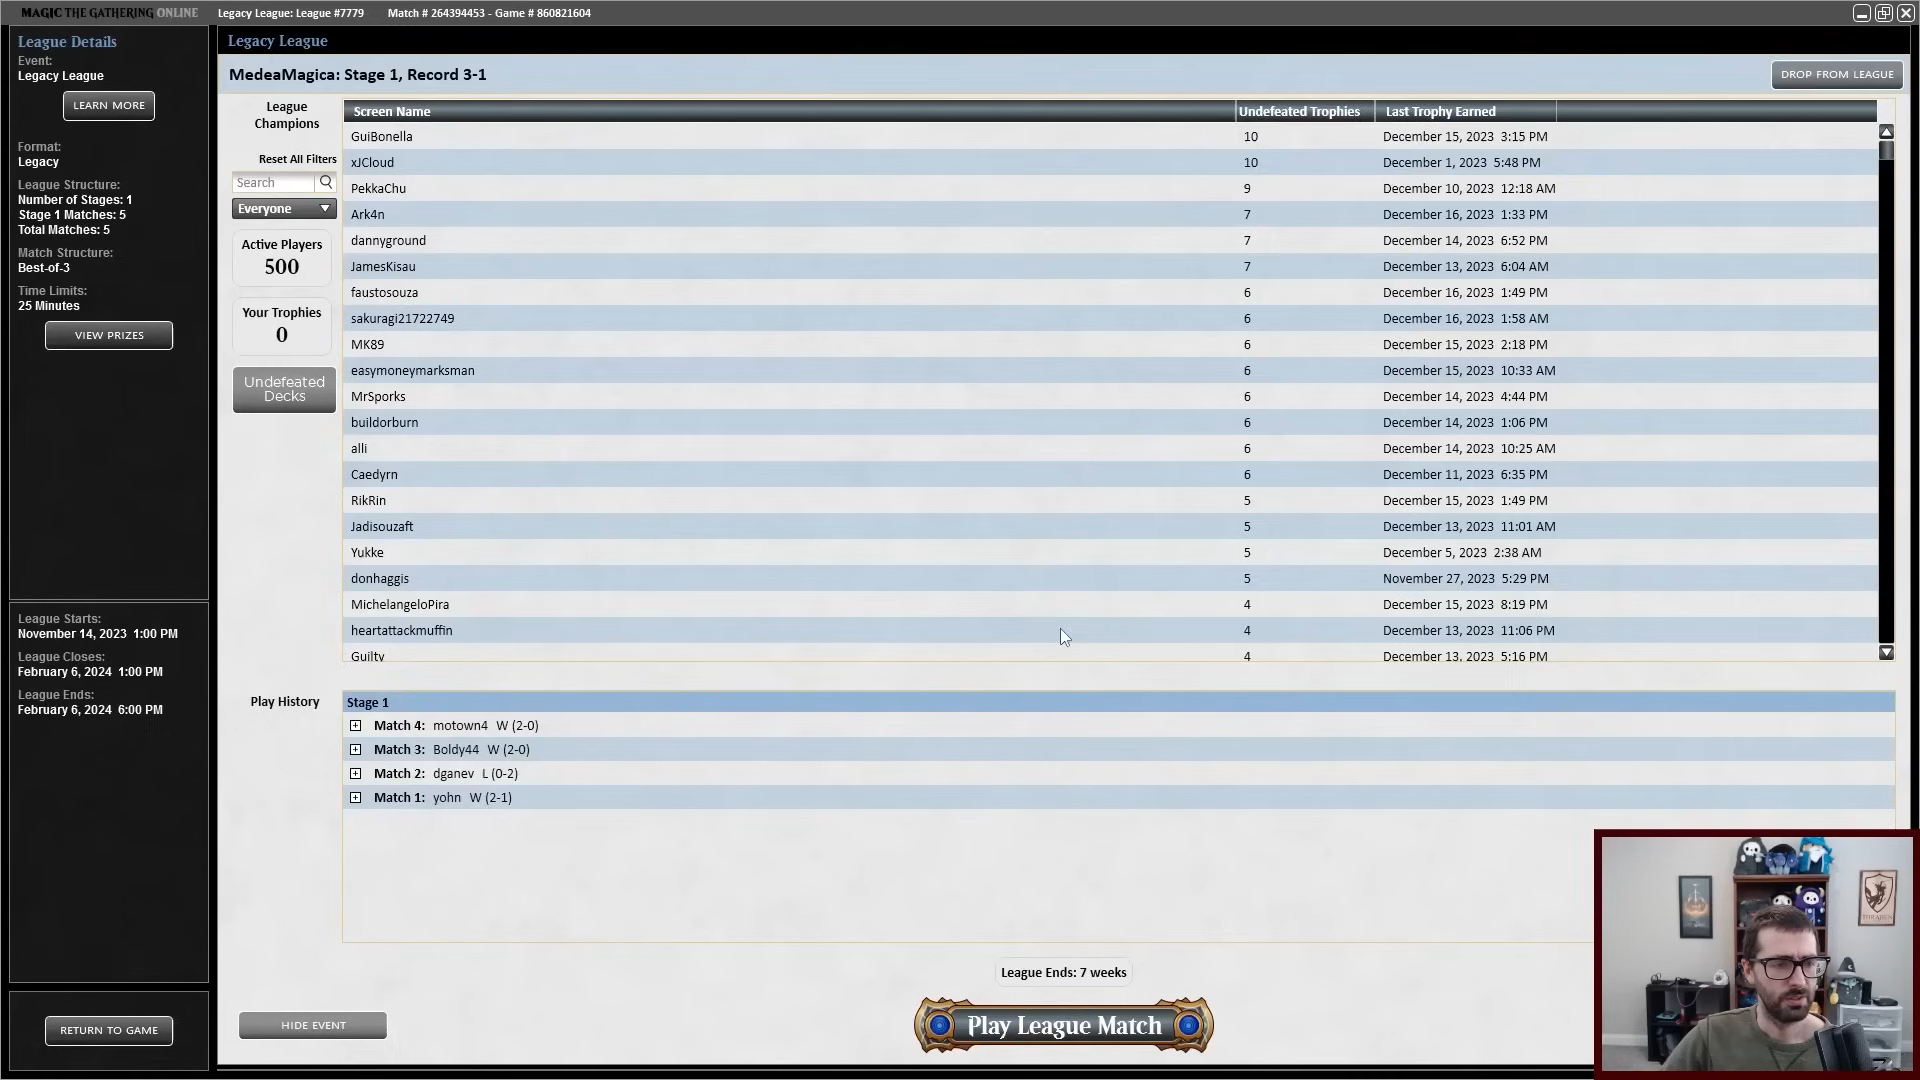 MAGIC THE GATHERING ONLINE
Legacy League: League #7779
Match # 264394453 - Game # 860821604
League Details
Event:
Legacy League
LEARN MORE
Format:
Legacy
League Structure:
Number of Stages: 1
Stage 1 Matches: 5
Total Matches: 5
Match Structure:
Best-of-3
Time Limits:
25 Minutes
VIEW PRIZES
League Starts:
November 14, 2023 1:00 PM
League Closes:
February 6, 2024 1:00 PM
League Ends:
February 6, 2024 6:00 PM
RETURN TO GAME
Legacy League
MedeaMagica: Stage 1, Record 3-1
DROP FROM LEAGUE
League
Champions
Reset All Filters
Search
Everyone
Active Players
500
Your Trophies
0
Undefeated
Decks
Screen Name Undefeated Trophies Last Trophy Earned
GuiBonella 10 December 15, 2023 3:15 PM
xJCloud 10 December 1, 2023 5:48 PM
PekkaChu 9 December 10, 2023 12:18 AM
Ark4n 7 December 16, 2023 1:33 PM
dannyground 7 December 14, 2023 6:52 PM
JamesKisau 7 December 13, 2023 6:04 AM
faustosouza 6 December 16, 2023 1:49 PM
sakuragi21722749 6 December 16, 2023 1:58 AM
MK89 6 December 15, 2023 2:18 PM
easymoneymarksman 6 December 15, 2023 10:33 AM
MrSporks 6 December 14, 2023 4:44 PM
buildorburn 6 December 14, 2023 1:06 PM
alli 6 December 14, 2023 10:25 AM
Caedyrn 6 December 11, 2023 6:35 PM
RikRin 5 December 15, 2023 1:49 PM
Jadisouzaft 5 December 13, 2023 11:01 AM
Yukke 5 December 5, 2023 2:38 AM
donhaggis 5 November 27, 2023 5:29 PM
MichelangeloPira 4 December 15, 2023 8:19 PM
heartattackmuffin 4 December 13, 2023 11:06 PM
Guilty 4 December 13, 2023 5:16 PM
Play History
Stage 1
Match 4: motown4 W (2-0)
Match 3: Boldy44 W (2-0)
Match 2: dganev L (0-2)
Match 1: yohn W (2-1)
League Ends: 7 weeks
HIDE EVENT
Play League Match
THRABEN